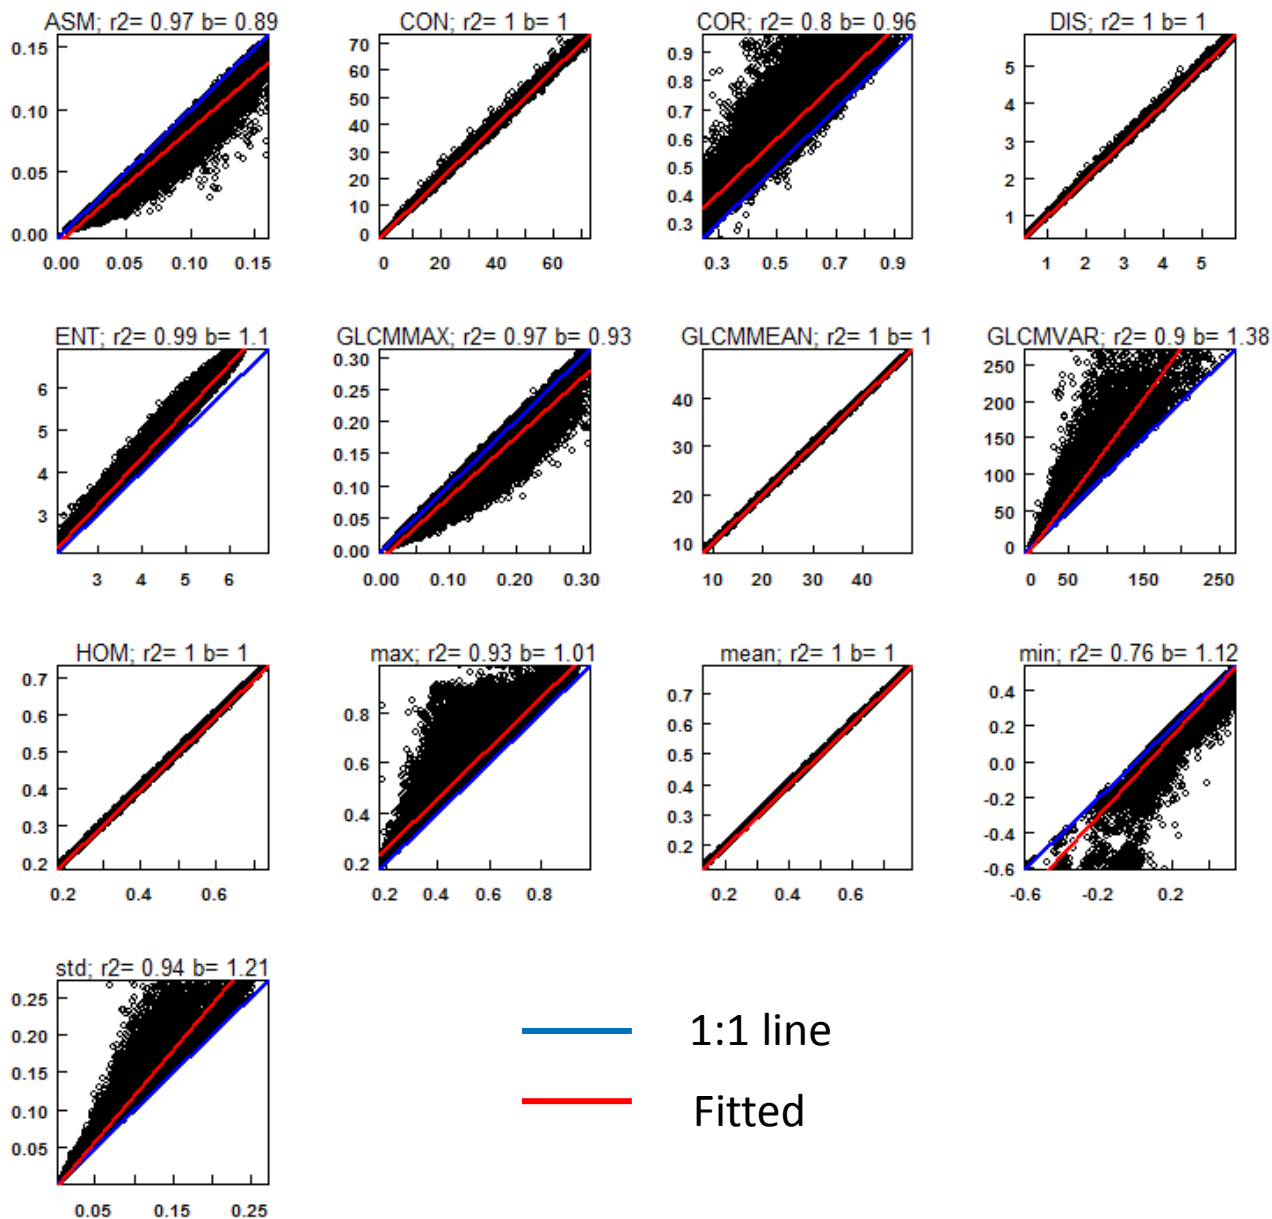 ASM; r2= 0.97 b= 0.89
0.15
0.10
0.05
0.00
0.00 0.05 0.10 0.15
CON; r2= 1 b= 1
70
60
50
40
30
20
10
0
0 20 40 60
COR; r2= 0.8 b= 0.96
0.9
0.8
0.7
0.6
0.5
0.4
0.3
0.3 0.5 0.7 0.9
DIS; r2= 1 b= 1
5
4
3
2
1
1 2 3 4 5
ENT; r2= 0.99 b= 1.1
6
5
4
3
3 4 5 6
GLCMMAX; r2= 0.97 b= 0.93
0.30
0.25
0.20
0.15
0.10
0.05
0.00
0.00 0.10 0.20 0.30
GLCMMEAN; r2= 1 b= 1
40
30
20
10
10 20 30 40
GLCMVAR; r2= 0.9 b= 1.38
250
200
150
100
50
0
0 50 150 250
HOM; r2= 1 b= 1
0.7
0.6
0.5
0.4
0.3
0.2
0.2 0.4 0.6
max; r2= 0.93 b= 1.01
0.8
0.6
0.4
0.2
0.2 0.4 0.6 0.8
mean; r2= 1 b= 1
0.7
0.6
0.5
0.4
0.3
0.2
0.2 0.4 0.6
min; r2= 0.76 b= 1.12
0.4
0.2
0.0
-0.2
-0.4
-0.6
-0.6 -0.2 0.2
std; r2= 0.94 b= 1.21
0.25
0.20
0.15
0.10
0.05
0.05 0.15 0.25
1:1 line
Fitted